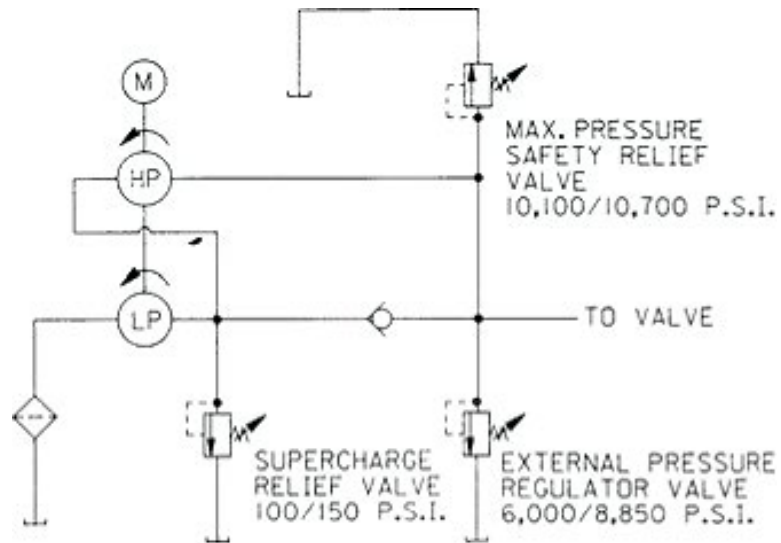 M
MAX. PRESSURE
SAFETY RELIEF
VALVE
10,100/10,700 P.S.I.
HP
LP
TO VALVE
SUPERCHARGE
RELIEF VALVE
100/150 P.S.I.
EXTERNAL PRESSURE
REGULATOR VALVE
6,000/8,850 P.S.I.